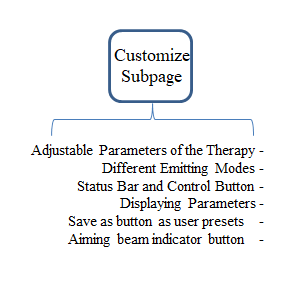 Customize
Subpage
Adjustable Parameters of the Therapy -
Different Emitting Modes -
Status Bar and Control Button -
Displaying Parameters -
Save as button as user presets -
Aiming beam indicator button -